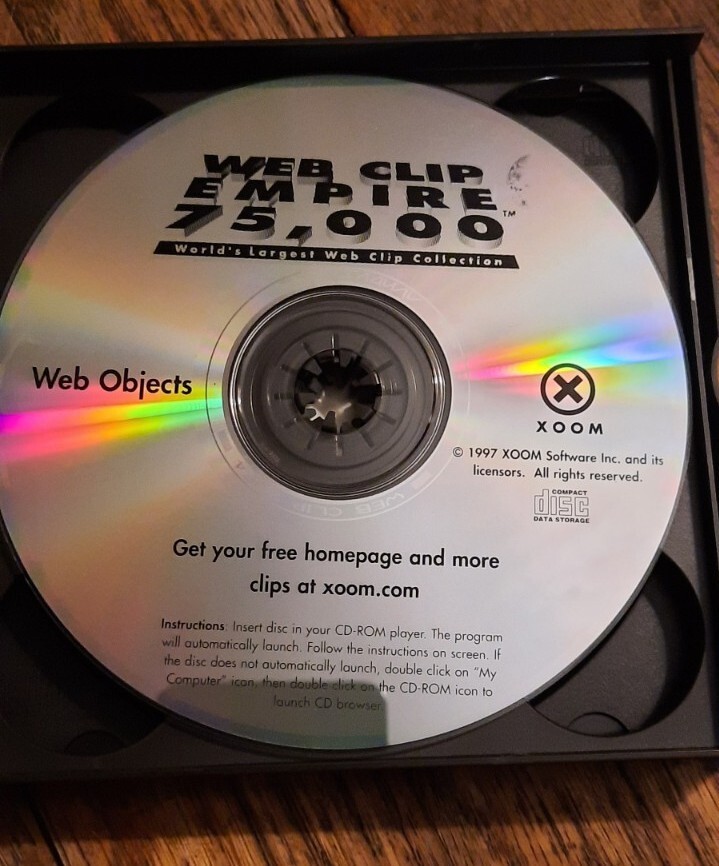 WEB CLIP
EMPIRE
75,000™
World's Largest Web Clip Collection
Web Objects
XOOM
© 1997 XOOM Software Inc. and its
licensors. All rights reserved.
COMPACT
disc
DATA STORAGE
Get your free homepage and more
clips at xoom.com
Instructions: Insert disc in your CD-ROM player. The program
will automatically launch. Follow the instructions on screen. If
the disc does not automatically launch, double click on "My
Computer" icon, then double click on the CD-ROM icon to
launch CD browser.